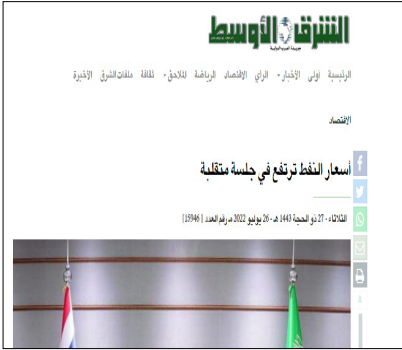 الشرق الأوسط
جريدة العرب الدولية
الرئيسية أولى الأخبار الرأي الاقتصاد الرياضة الملاحق ثقافة ملفات الشرق الأخيرة
الاقتصاد
أسعار النفط ترتفع في جلسة متقلبة
الثلاثاء - 27 ذو الحجة 1443 هـ - 26 يوليو 2022 مـ رقم العدد [15946]